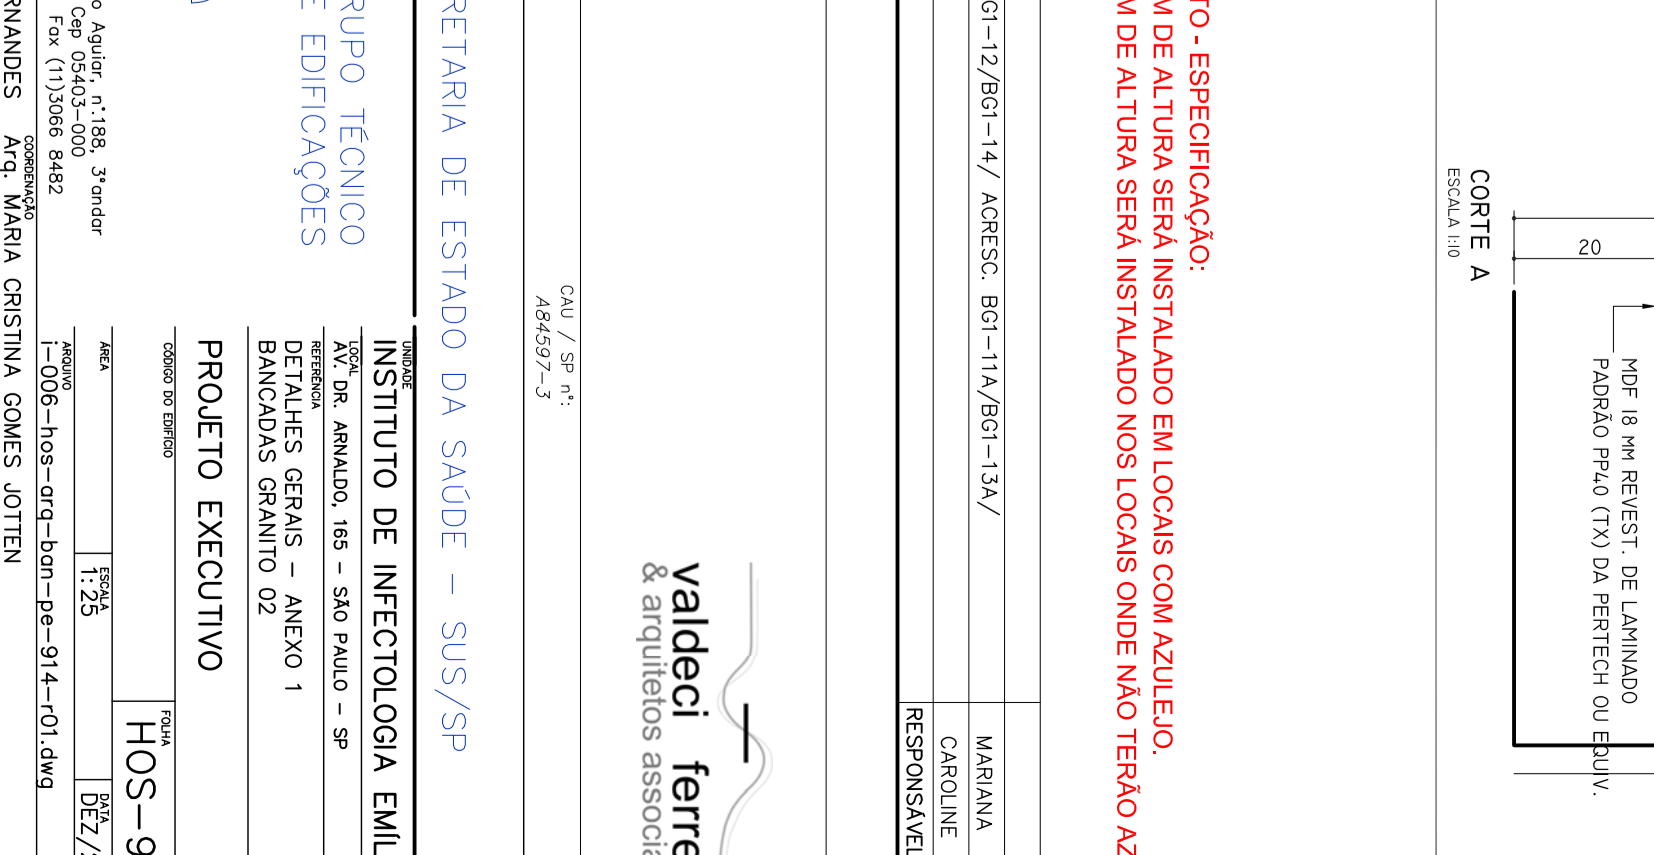 MDF 18 MM REVEST. DE LAMINADO
PADRÃO PP40 (TX) DA PERTECH OU EQUIV.
20
CORTE A
ESCALA 1:10
TO - ESPECIFICAÇÃO:
M DE ALTURA SERÁ INSTALADO EM LOCAIS COM AZULEJO.
M DE ALTURA SERÁ INSTALADO NOS LOCAIS ONDE NÃO TERÃO AZ
G1-12/BG1-14/ ACRESC. BG1-11A/BG1-13A/
MARIANA
CAROLINE
RESPONSÁVEL
valdeci ferre
& arquitetos associa
CAU / SP n°:
A84597-3
RETARIA DE ESTADO DA SAÚDE - SUS/SP
RUPO TÉCNICO
E EDIFICAÇÕES
UNIDADE
INSTITUTO DE INFECTOLOGIA EMÍL
LOCAL
AV. DR. ARNALDO, 165 - SÃO PAULO - SP
REFERÊNCIA
DETALHES GERAIS - ANEXO 1
BANCADAS GRANITO 02
PROJETO EXECUTIVO
CÓDIGO DO EDIFÍCIO
FOLHA
HOS-9
ÁREA
ESCALA
1:25
DATA
DEZ/
ARQUIVO
i-006-hos-arq-ban-pe-914-r01.dwg
o Aguiar, n°.188, 3°andar
Cep 05403-000
Fax (11)3066 8482
COORDENAÇÃO
RNANDES Arq. MARIA CRISTINA GOMES JOTTEN